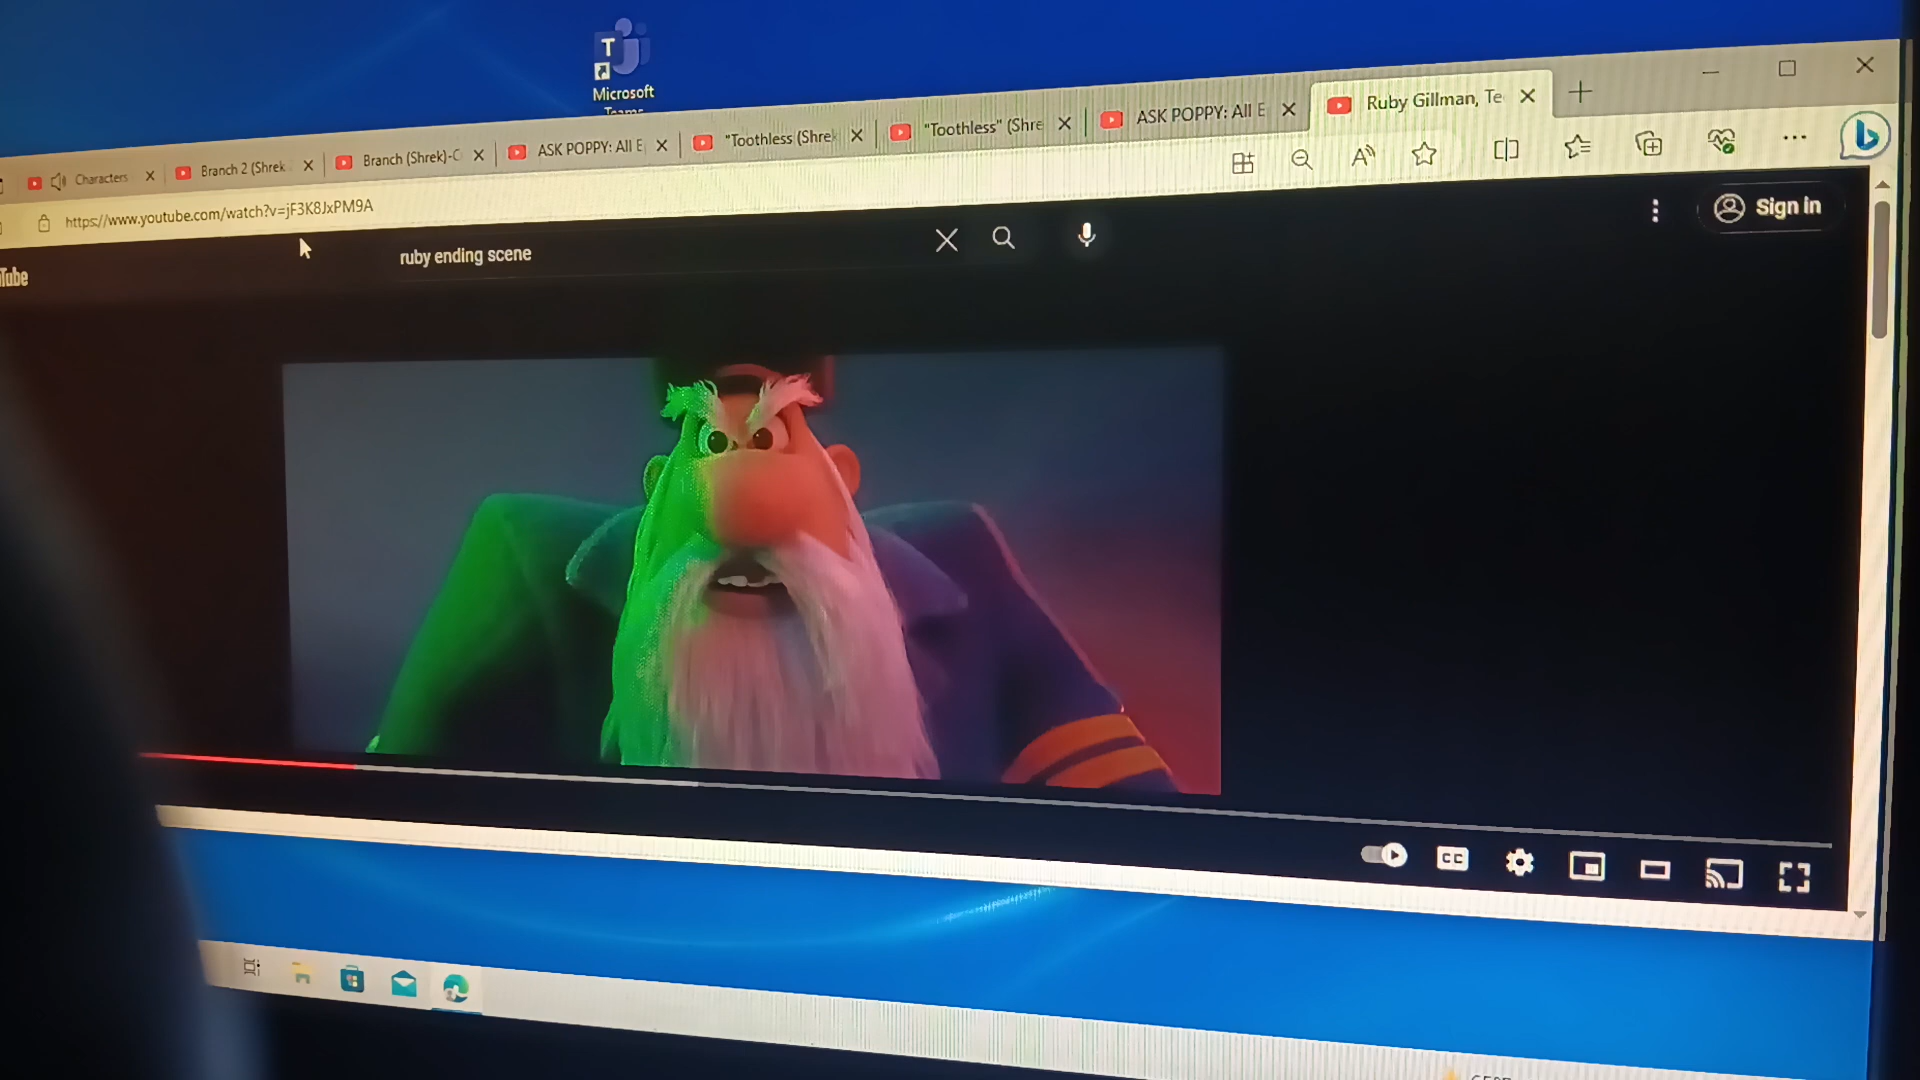 T
Microsoft
Teams
Characters
Branch 2 (Shrek
Branch (Shrek)-C
ASK POPPY: All E
"Toothless (Shrek
"Toothless" (Shre
ASK POPPY: All E
Ruby Gillman, Te
https://www.youtube.com/watch?v=jF3K8JxPM9A
A
Tube
ruby ending scene
Sign in
CC